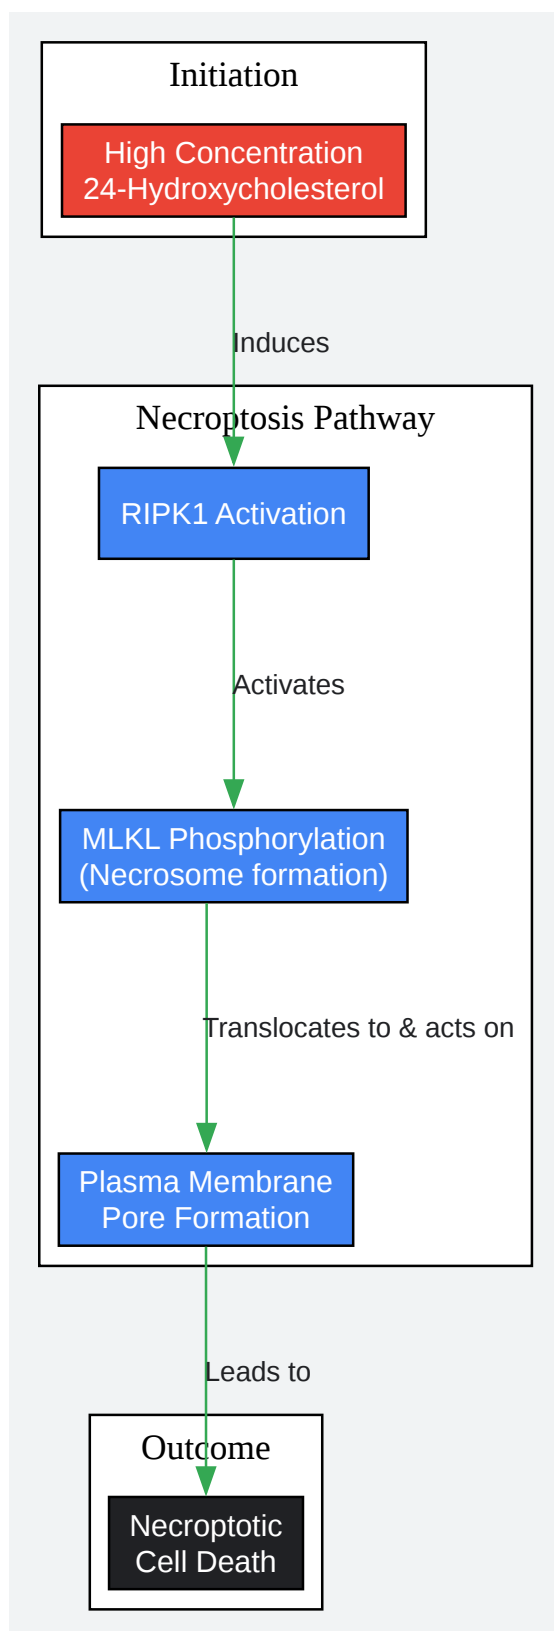 Initiation
High Concentration
24-Hydroxycholesterol
Induces
Necroptosis Pathway
RIPK1 Activation
Activates
MLKL Phosphorylation
(Necrosome formation)
Translocates to & acts on
Plasma Membrane
Pore Formation
Leads to
Outcome
Necroptotic
Cell Death